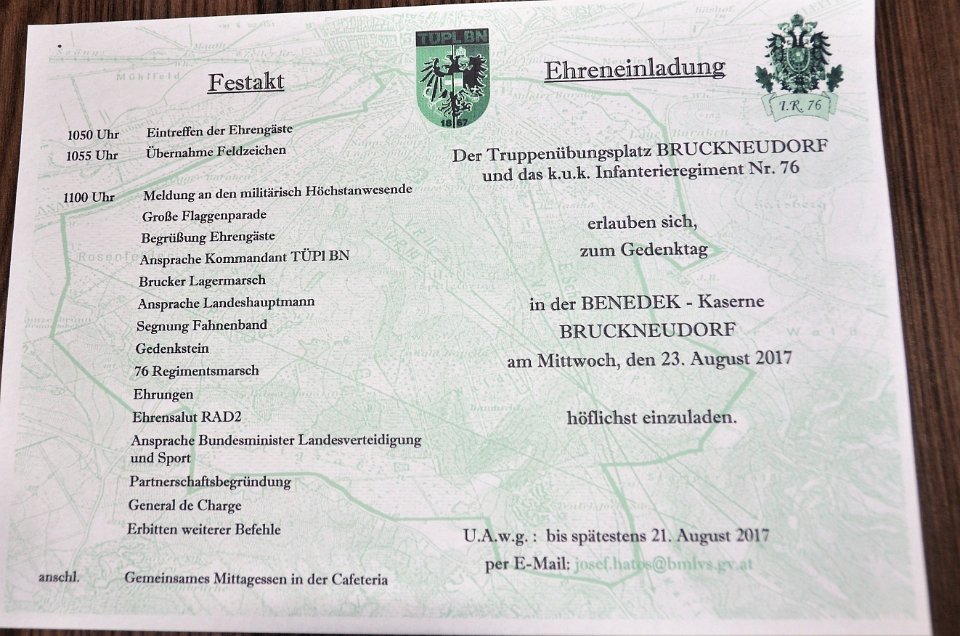 Festakt
1050 Uhr Eintreffen der Ehrengäste
1055 Uhr Übernahme Feldzeichen
1100 Uhr Meldung an den militärisch Höchstanwesende
Große Flaggenparade
Begrüßung Ehrengäste
Ansprache Kommandant TÜPl BN
Brucker Lagermarsch
Ansprache Landeshauptmann
Segnung Fahnenband
Gedenkstein
76 Regimentsmarsch
Ehrungen
Ehrensalut RAD2
Ansprache Bundesminister Landesverteidigung
und Sport
Partnerschaftsbegründung
General de Charge
Erbitten weiterer Befehle
anschl. Gemeinsames Mittagessen in der Cafeteria
TÜPL BN
1867
Ehreneinladung
I.R. 76
Der Truppenübungsplatz BRUCKNEUDORF
und das k.u.k. Infanterieregiment Nr. 76
erlauben sich,
zum Gedenktag
in der BENEDEK - Kaserne
BRUCKNEUDORF
am Mittwoch, den 23. August 2017
höflichst einzuladen.
U.A.w.g. : bis spätestens 21. August 2017
per E-Mail: josef.hatos@bmlvs.gv.at